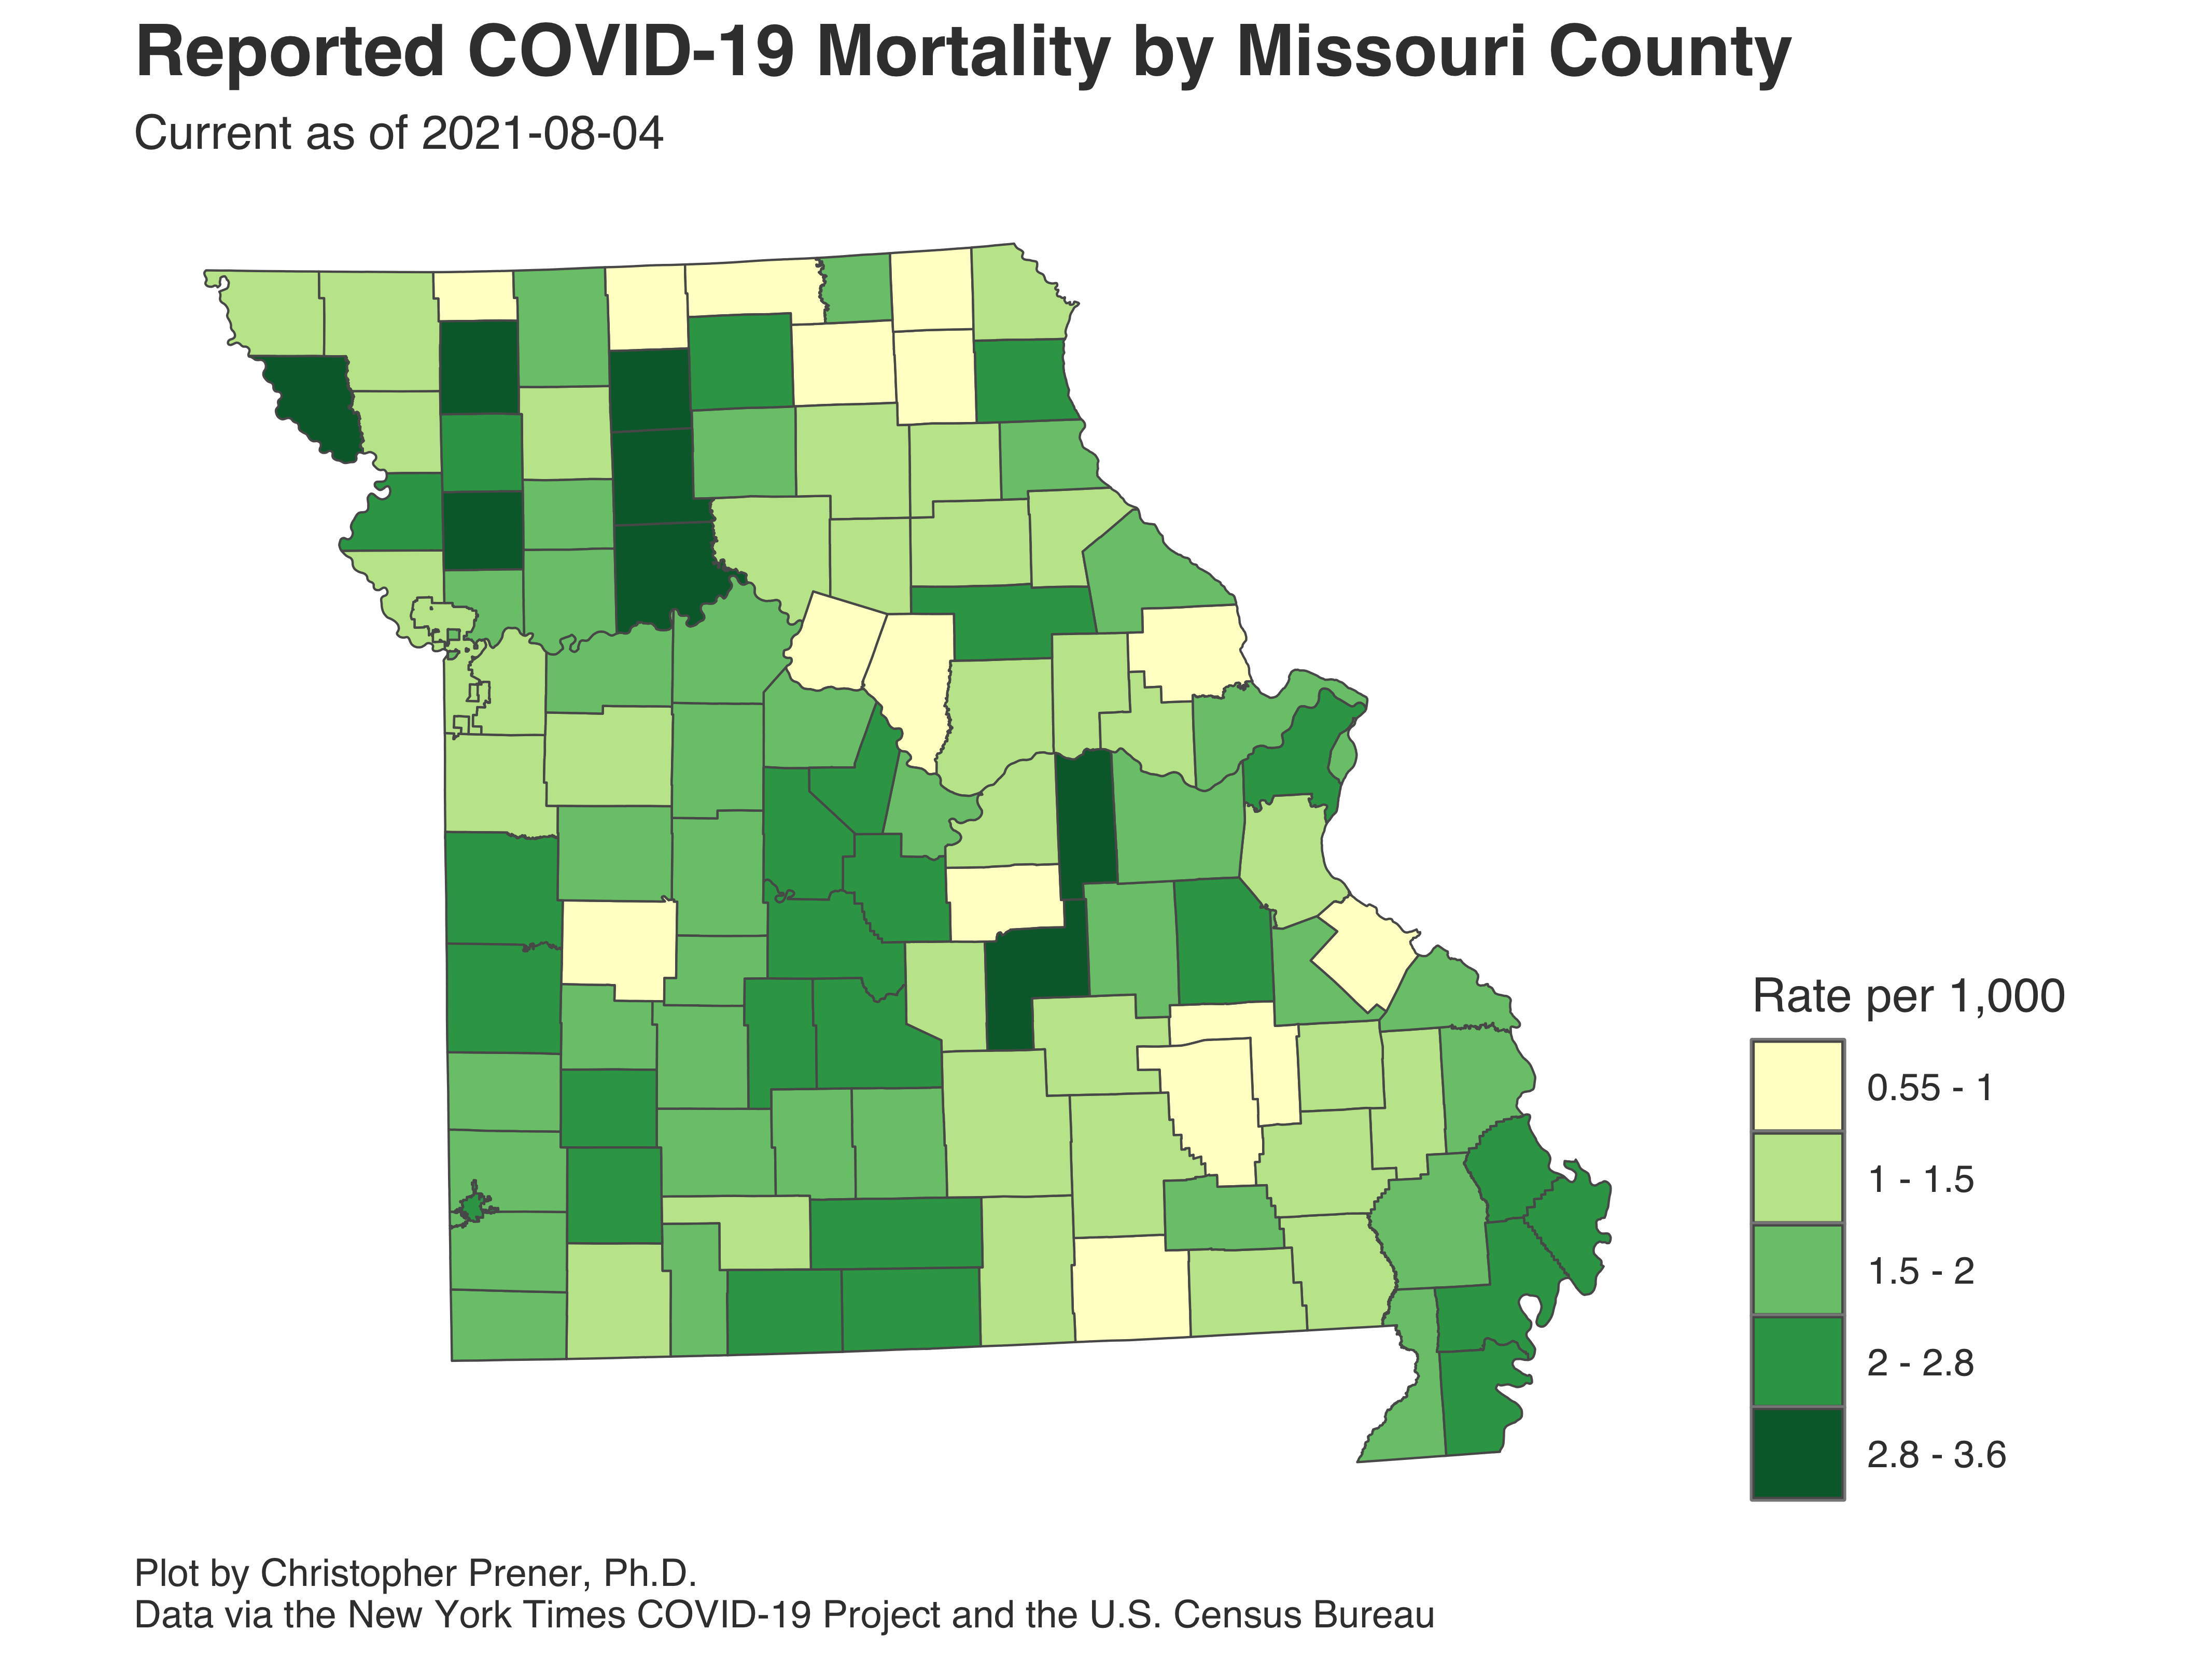 Reported COVID-19 Mortality by Missouri County
Current as of 2021-08-04
Rate per 1,000
0.55 - 1
1 - 1.5
1.5 - 2
2 - 2.8
2.8 - 3.6
Plot by Christopher Prener, Ph.D.
Data via the New York Times COVID-19 Project and the U.S. Census Bureau